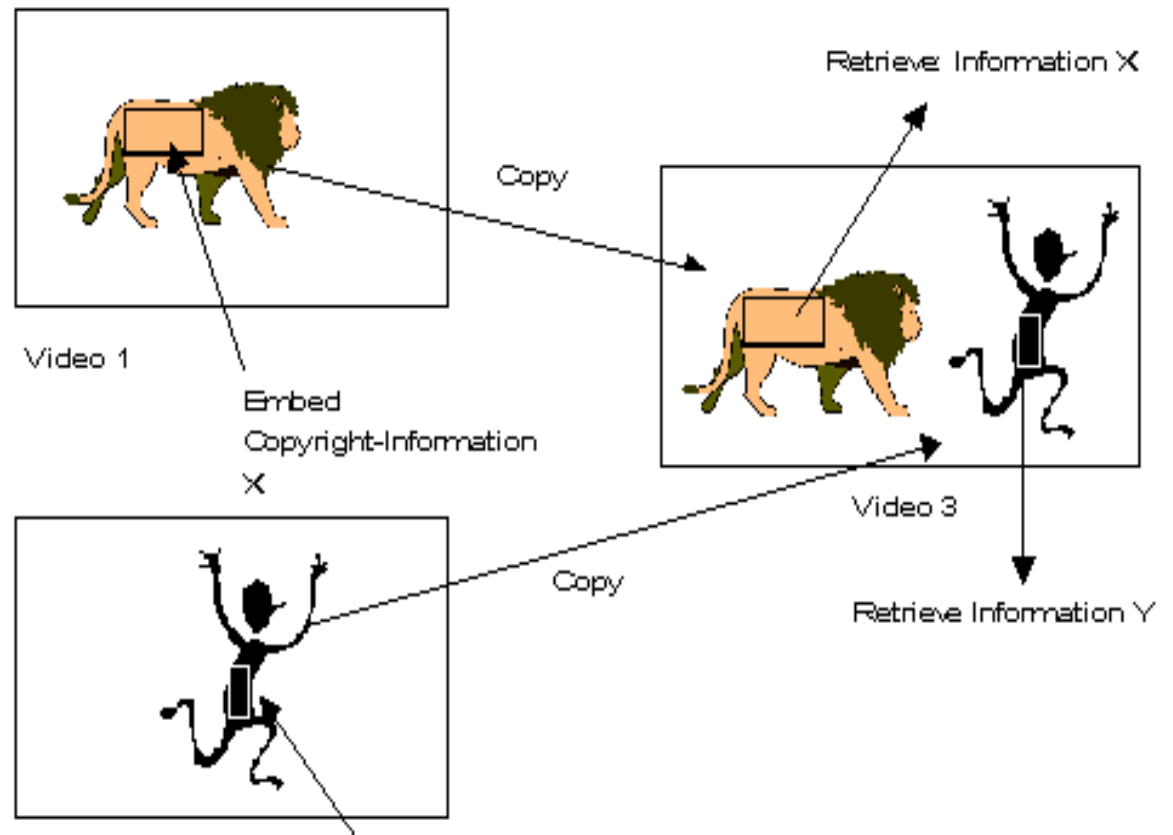 Retrieve Information X
Copy
Video 1
Embed
Copyright-Information
X
Video 3
Copy
Retrieve Information Y